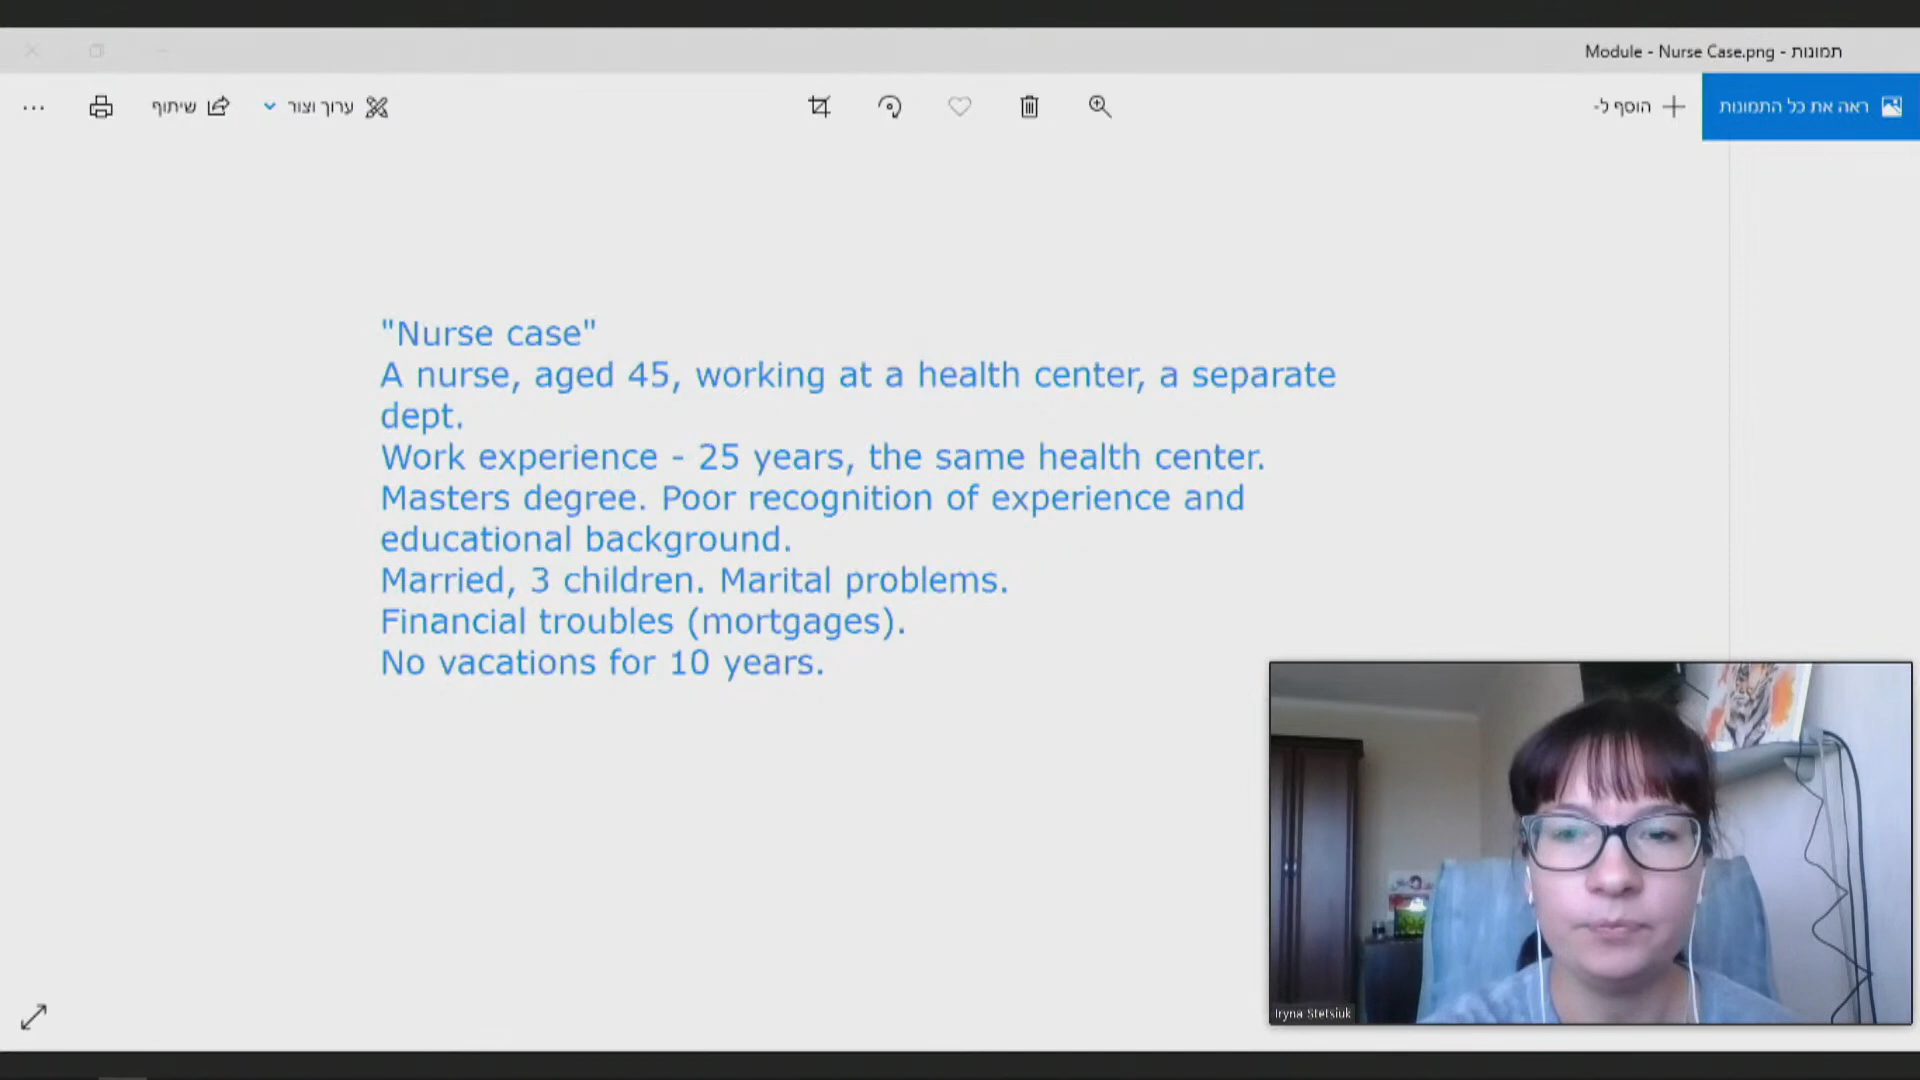 Module - Nurse Case.png - תמונות
ראה את כל התמונות
הוסף ל-
ערוך וצור
שיתוף
"Nurse case"
A nurse, aged 45, working at a health center, a separate
dept.
Work experience - 25 years, the same health center.
Masters degree. Poor recognition of experience and
educational background.
Married, 3 children. Marital problems.
Financial troubles (mortgages).
No vacations for 10 years.
Iryna Stetsiuk